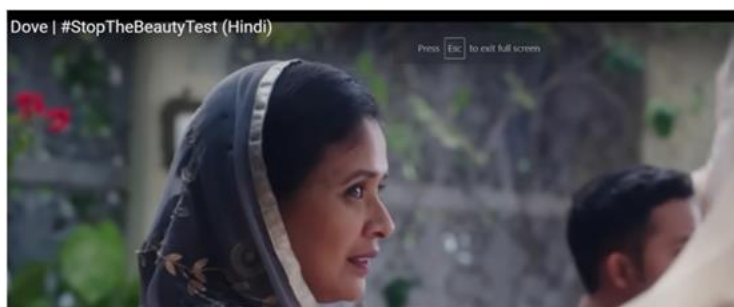 Dove | #StopTheBeautyTest (Hindi)
Press Esc to exit full screen